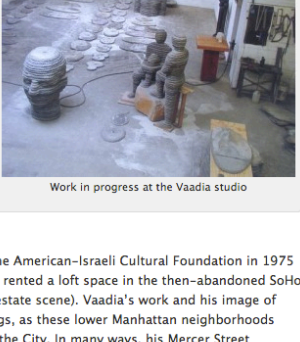 Work in progress at the Vaadia studio
he American-Israeli Cultural Foundation in 1975
rented a loft space in the then-abandoned SoHo
estate scene). Vaadia's work and his image of
gs, as these lower Manhattan neighborhoods
the City. In many ways, his Mercer Street